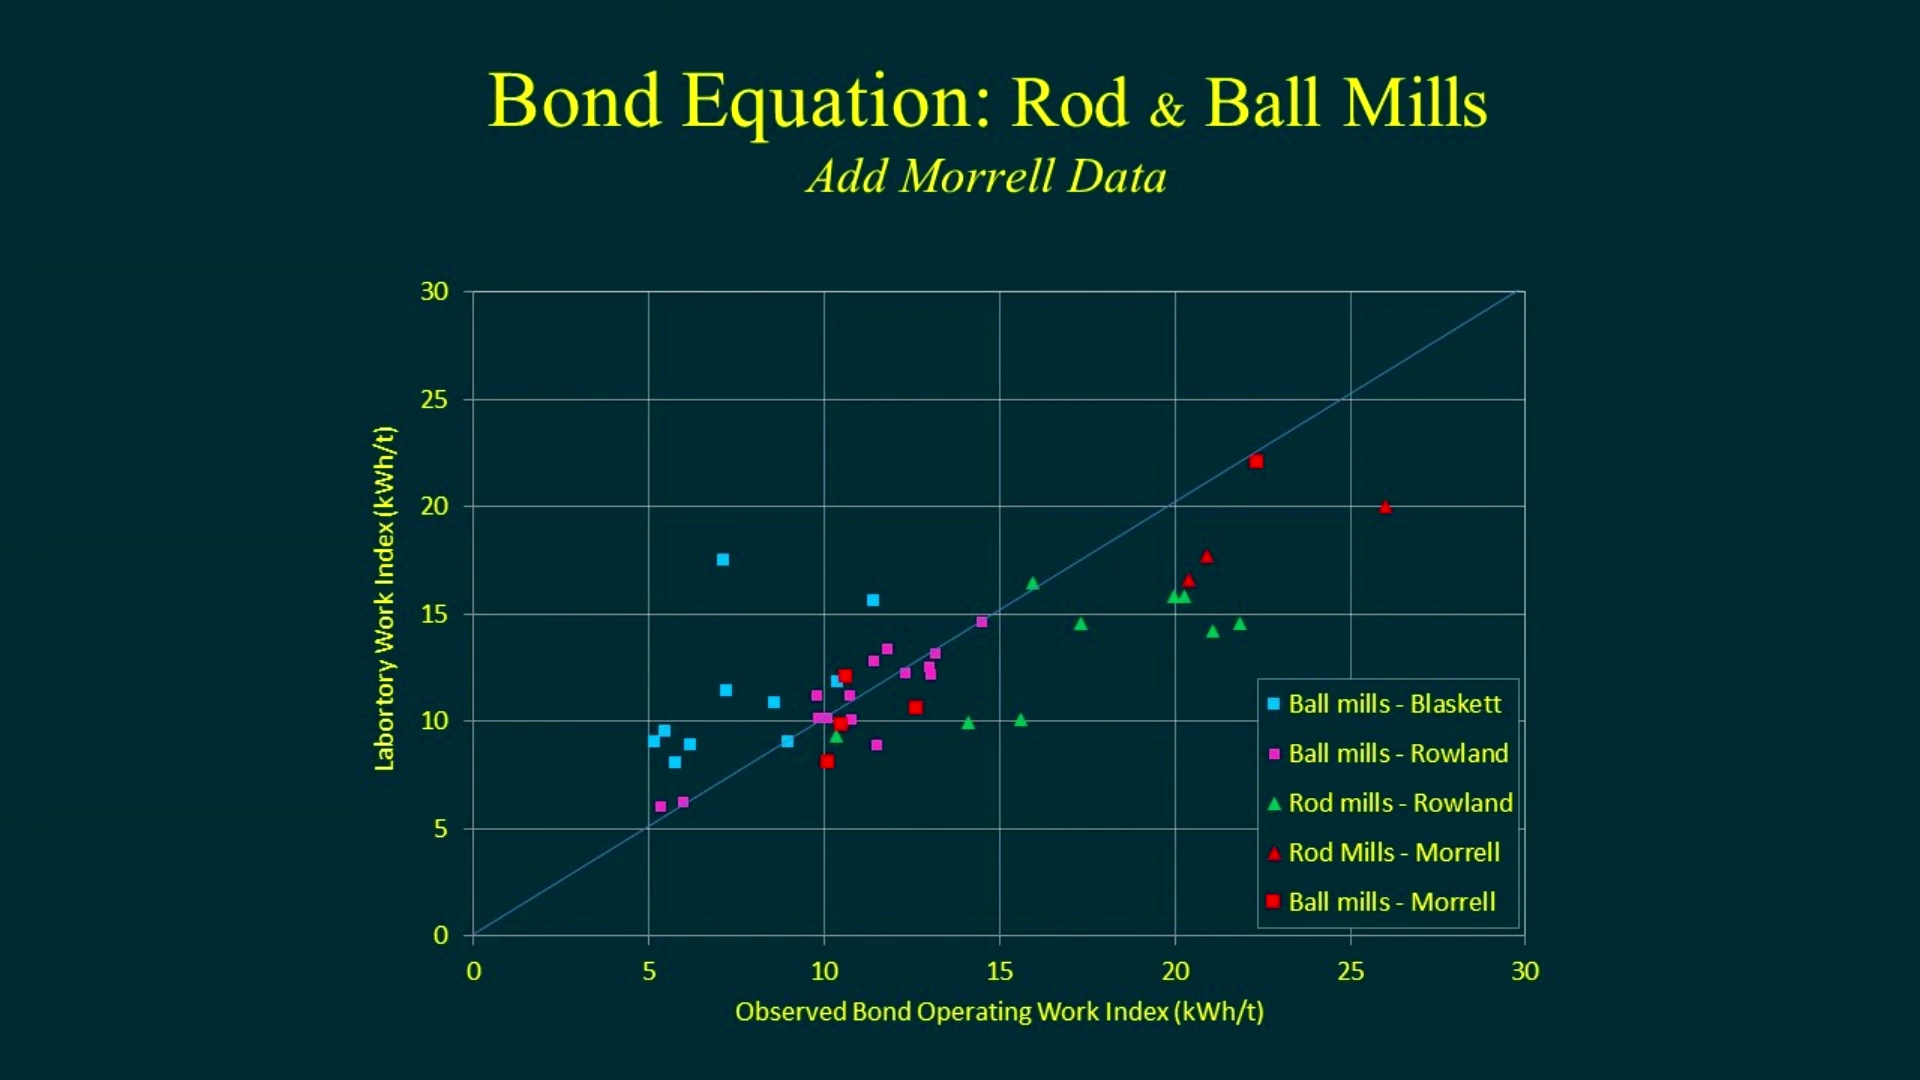 Bond Equation: Rod & Ball Mills
Add Morrell Data
30
25
20
15
10
5
0
Labortory Work Index (kWh/t)
0 5 10 15 20 25 30
Observed Bond Operating Work Index (kWh/t)
Ball mills - Blaskett
Ball mills - Rowland
Rod mills - Rowland
Rod Mills - Morrell
Ball mills - Morrell